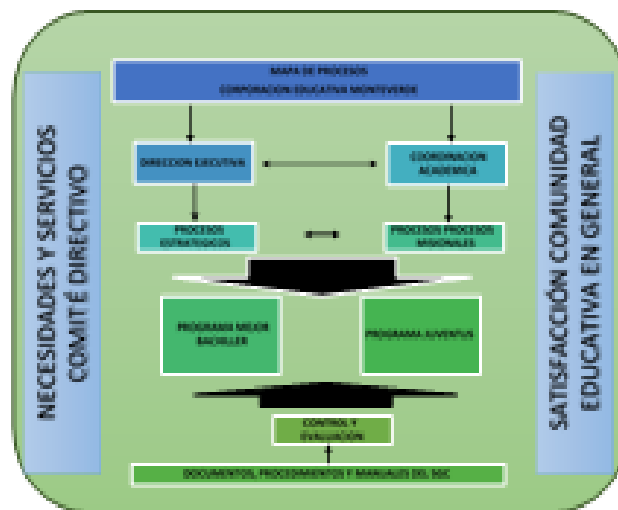 NECESIDADES Y SERVICIOS
COMITÉ DIRECTIVO
MAPA DE PROCESOS
CORPORACION EDUCATIVA MONTEVERDE
DIRECCION EJECUTIVA
COORDINACION
ACADEMICA
PROCESOS
ESTRATEGICOS
PROCESOS PROCESOS
MISIONALES
PROGRAMA MEJOR
BACHILLER
PROGRAMA JUVENTUS
CONTROL Y
EVALUACION
DOCUMENTOS, PROCEDIMIENTOS Y MANUALES DEL SGC
SATISFACCIÓN COMUNIDAD
EDUCATIVA EN GENERAL